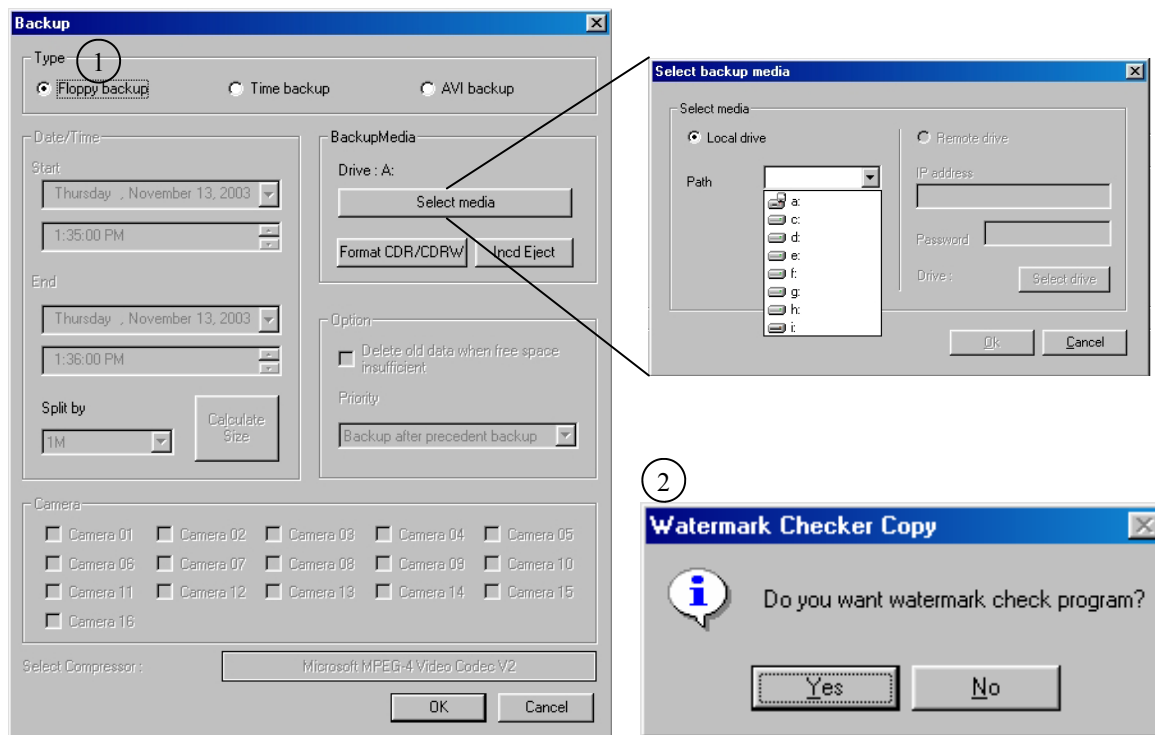 Backup
Type
1
Floppy backup
Time backup
AVI backup
Date/Time
Start
Thursday , November 13, 2003
1:35:00 PM
End
Thursday , November 13, 2003
1:36:00 PM
Split by
1M
Calculate
Size
BackupMedia
Drive : A:
Select media
Format CDR/CDRW
Incd Eject
Option
Delete old data when free space
insufficient
Priority
Backup after precedent backup
Camera
Camera 01 Camera 02 Camera 03 Camera 04 Camera 05
Camera 06 Camera 07 Camera 08 Camera 09 Camera 10
Camera 11 Camera 12 Camera 13 Camera 14 Camera 15
Camera 16
Select Compressor :
Microsoft MPEG-4 Video Codec V2
OK
Cancel
Select backup media
Select media
Local drive
Path
a:
c:
d:
e:
f:
g:
h:
i:
Remote drive
IP address
Password
Drive :
Select drive
Ok
Cancel
2
Watermark Checker Copy
Do you want watermark check program?
Yes
No